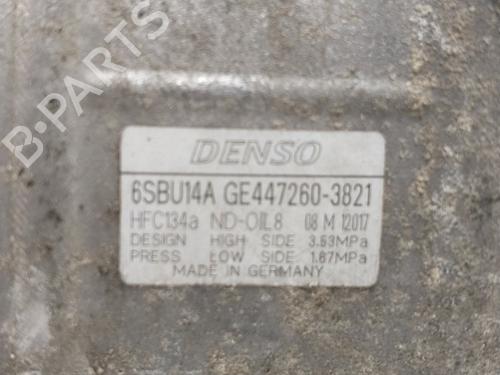 B-PARTS
DENSO
6SBU14A GE447260-3821
HFC134a ND-OIL8 08 M 12017
DESIGN HIGH SIDE 3.53MPa
PRESS LOW SIDE 1.67MPa
MADE IN GERMANY
B-PARTS